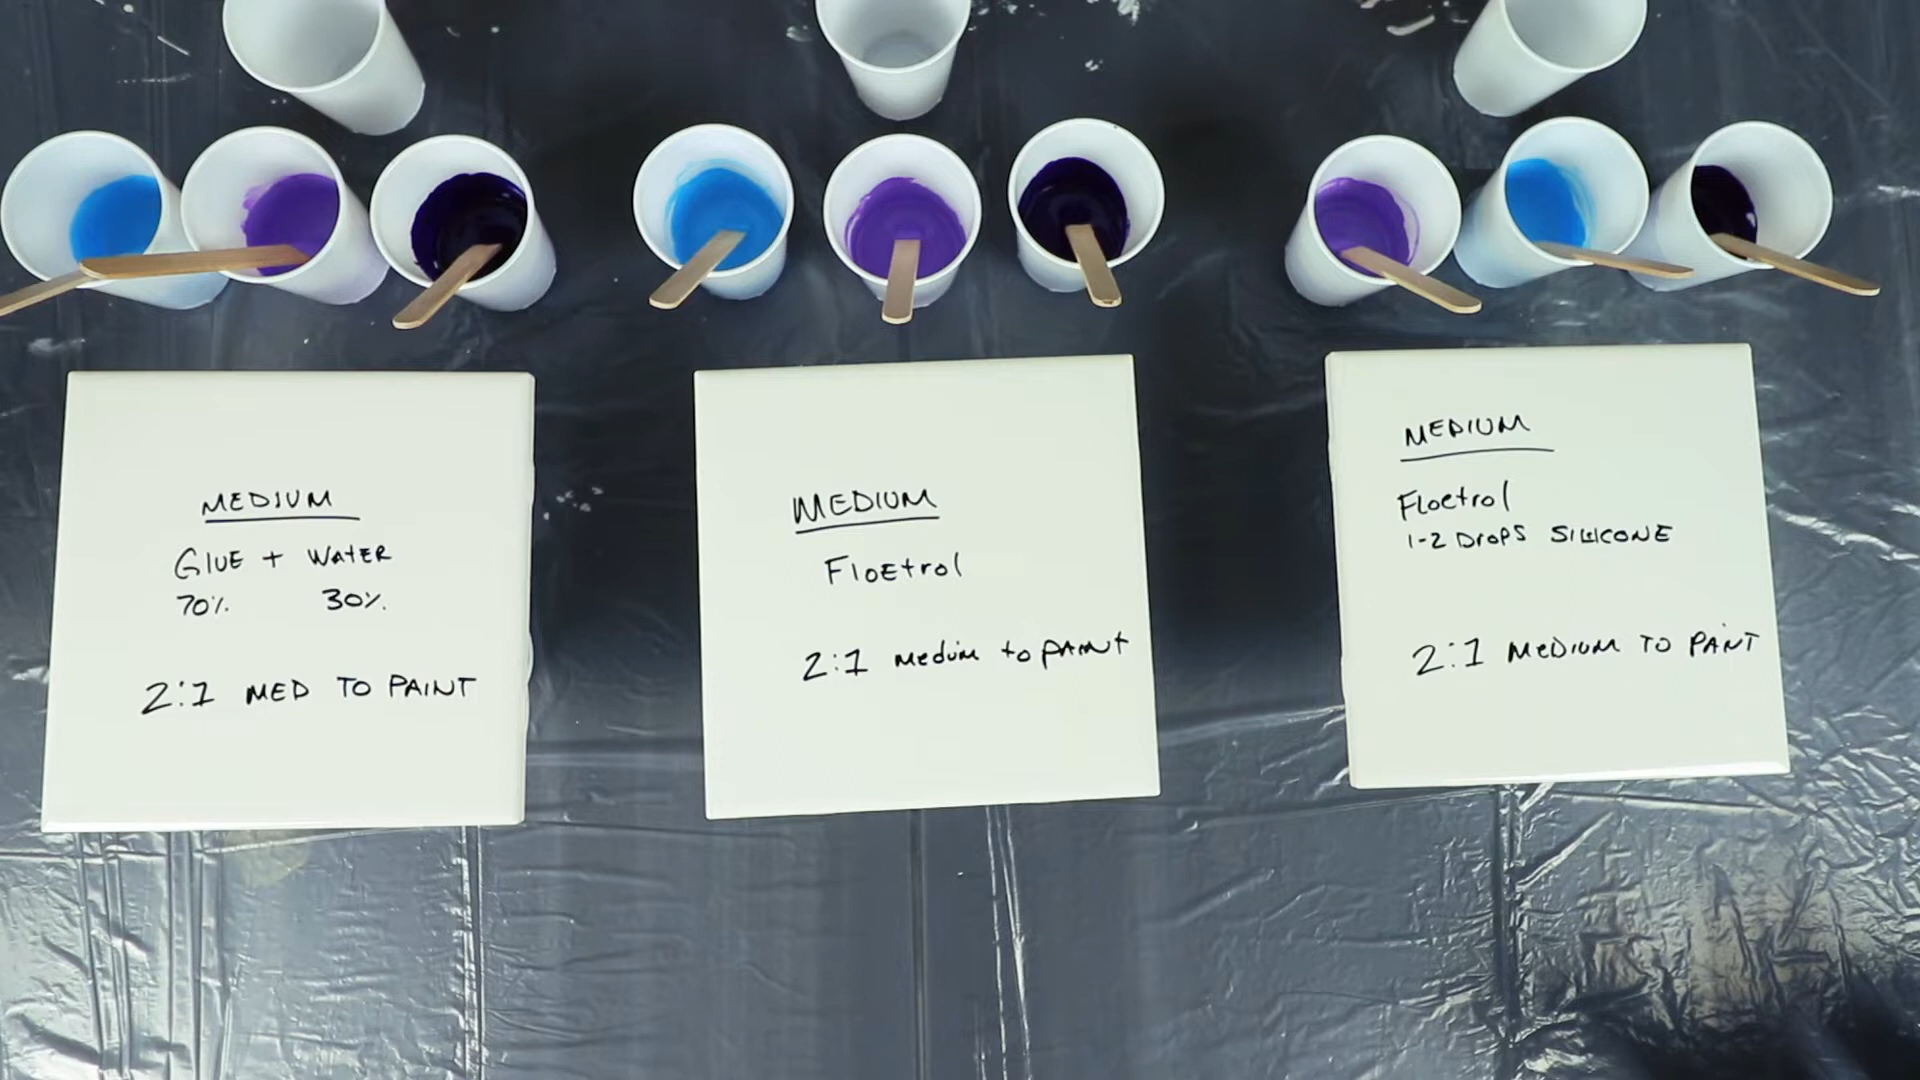 MEDIUM
GLUE + WATER
70% 30%
2:1 MED TO PAINT
MEDIUM
FloEtrol
2:1 medium to PAINT
MEDIUM
Floetrol
1-2 Drops SILICONE
2:1 MEDIUM TO PAINT